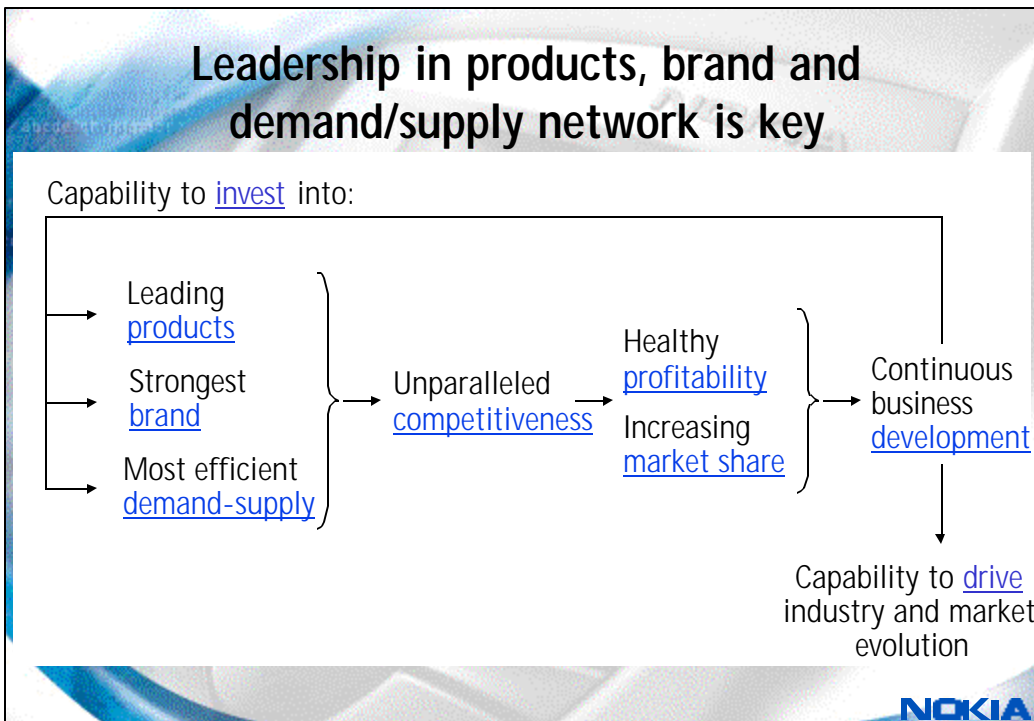 Leadership in products, brand and
demand/supply network is key
Capability to invest into:
Leading
products
Strongest
brand
Most efficient
demand-supply
Unparalleled
competitiveness
Healthy
profitability
Increasing
market share
Continuous
business
development
Capability to drive
industry and market
evolution
NOKIA